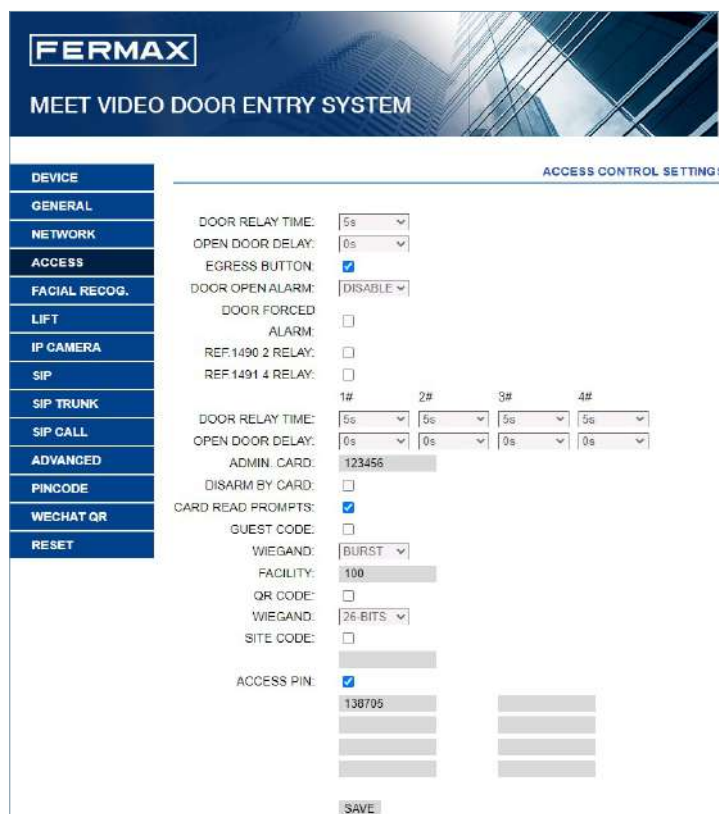 FERMAX
MEET VIDEO DOOR ENTRY SYSTEM
ACCESS CONTROL SETTINGS
DEVICE
GENERAL
NETWORK
ACCESS
FACIAL RECOG.
LIFT
IP CAMERA
SIP
SIP TRUNK
SIP CALL
ADVANCED
PINCODE
WECHAT QR
RESET
DOOR RELAY TIME: 5s
OPEN DOOR DELAY: 0s
EGRESS BUTTON:
DOOR OPEN ALARM: DISABLE
DOOR FORCED
ALARM:
REF.1490 2 RELAY:
REF.1491 4 RELAY:
1# 2# 3# 4#
DOOR RELAY TIME: 5s 5s 5s 5s
OPEN DOOR DELAY: 0s 0s 0s 0s
ADMIN. CARD: 123456
DISARM BY CARD:
CARD READ PROMPTS:
GUEST CODE:
WIEGAND: BURST
FACILITY: 100
QR CODE:
WIEGAND: 26-BITS
SITE CODE:
ACCESS PIN:
138705
SAVE